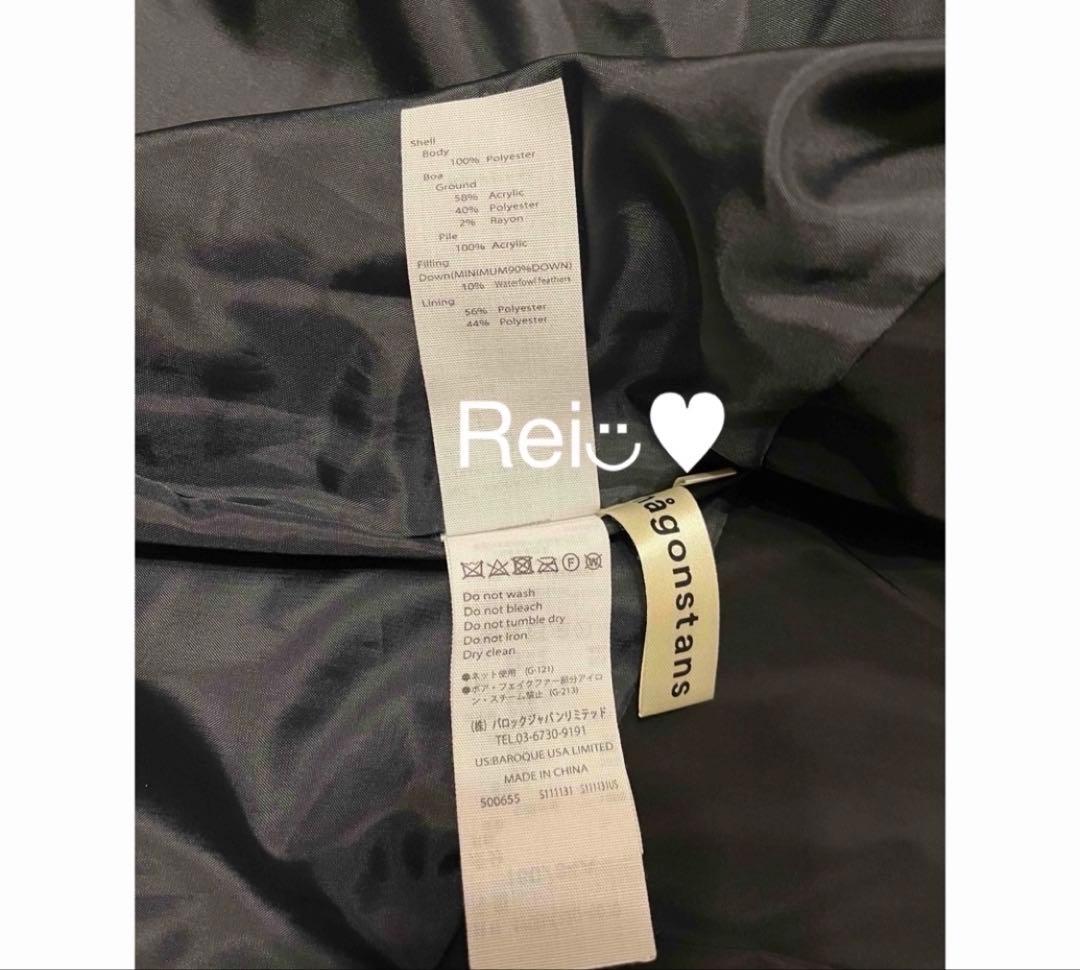 Shell
Body
100% Polyester
Boa
Ground
58% Acrylic
40% Polyester
2% Rayon
Pile
100% Acrylic
Filling
Down(MINIMUM90%DOWN)
10% Waterfowl feathers
Lining
56% Polyester
44% Polyester
Rei
någonstans
F
W
Do not wash
Do not bleach
Do not tumble dry
Do not Iron
Dry clean
●ネット使用 (G-121)
●ボア・フェイクファー部分アイロ
ン・スチーム禁止 (G-213)
(株) バロックジャパンリミテッド
TEL.03-6730-9191
US:BAROQUE USA LIMITED
MADE IN CHINA
500655 S111131 S111131US